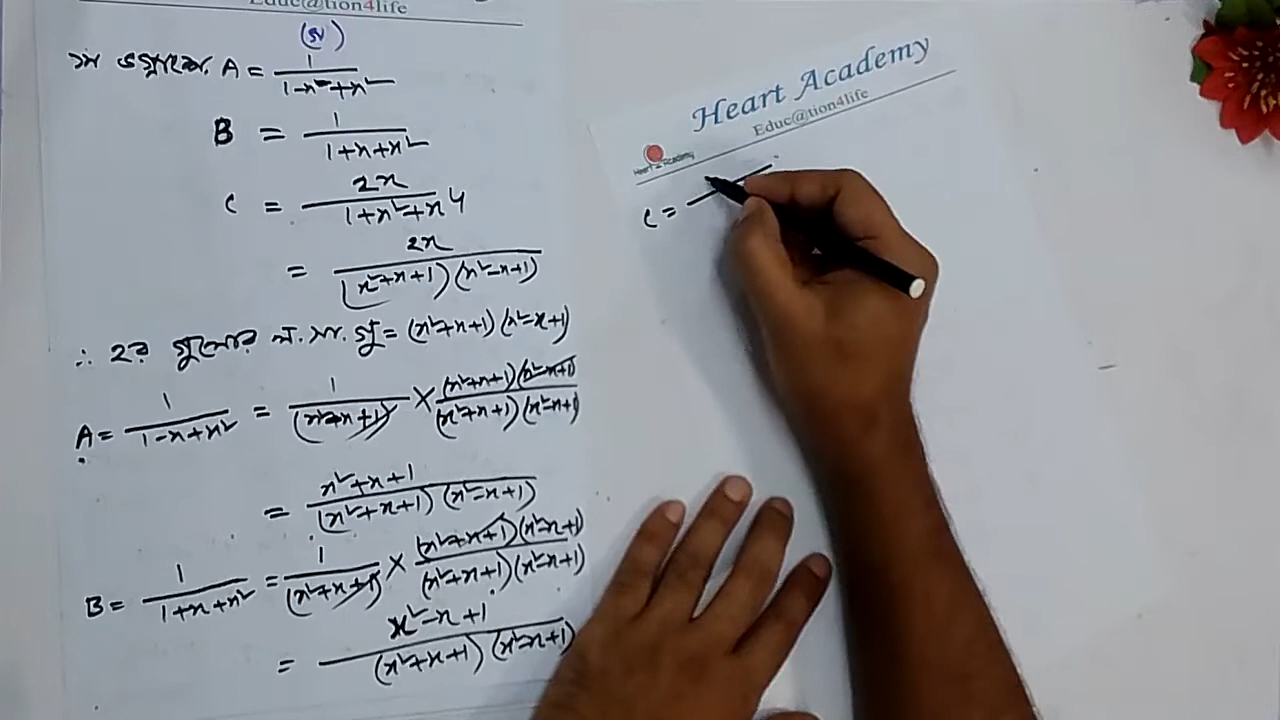 Educ@tion4life
(ঘ)
A = 1/(1-x+x²)
B = 1/(1+x+x²)
C = 2x/(1+x²+x⁴)
= 2x/((x²+x+1)(x²-x+1))
∴ হর গুলোর ল.সা.গু = (x²+x+1)(x²-x+1)
A = 1/(1-x+x²) = 1/(x²-x+1) × (x²+x+1)(x²-x+1)/((x²+x+1)(x²-x+1))
= x²+x+1/((x²+x+1)(x²-x+1))
B = 1/(1+x+x²) = 1/(x²+x+1) × (x²+x+1)(x²-x+1)/((x²+x+1)(x²-x+1))
= x²-x+1/((x²+x+1)(x²-x+1))
Heart Academy
Educ@tion4life
Heart Academy
C =